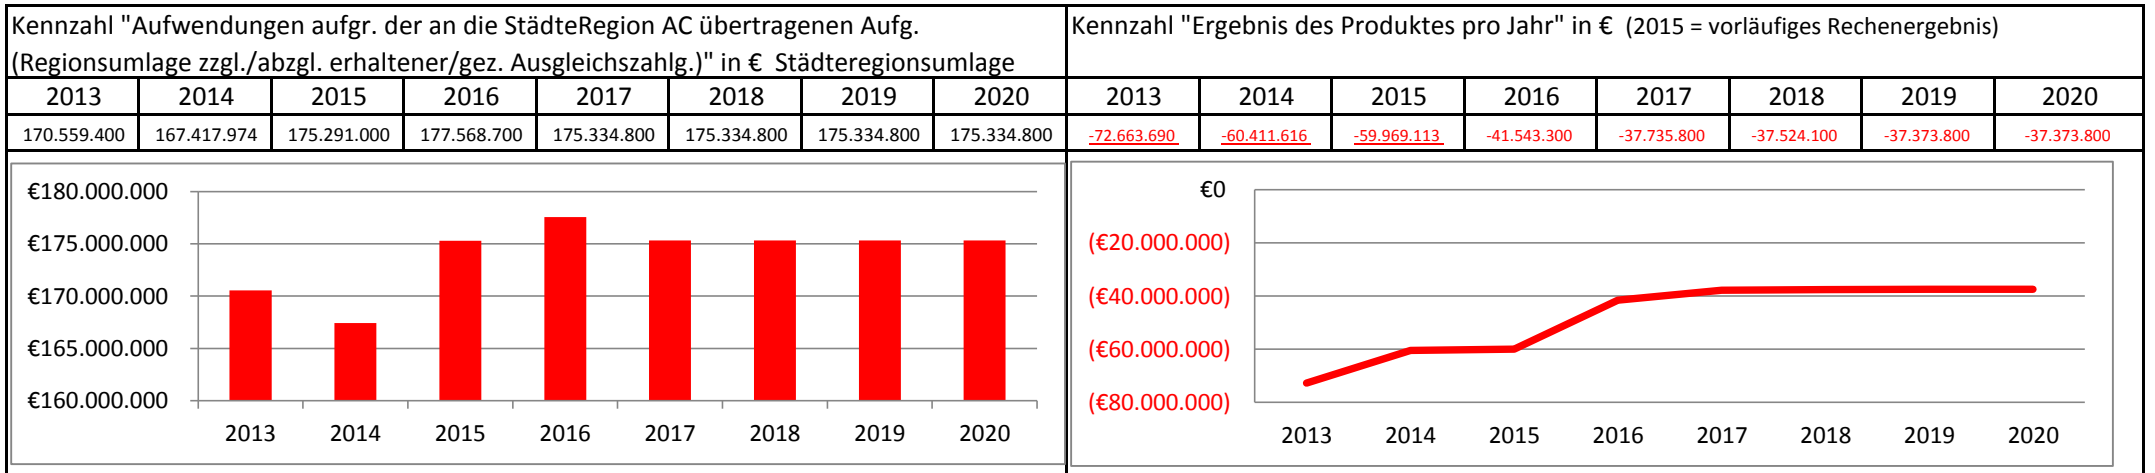 Kennzahl "Aufwendungen aufgr. der an die StädteRegion AC übertragenen Aufg.
(Regionsumlage zzgl./abzgl. erhaltener/gez. Ausgleichszahlg.)" in € Städteregionsumlage
2013 2014 2015 2016 2017 2018 2019 2020
170.559.400 167.417.974 175.291.000 177.568.700 175.334.800 175.334.800 175.334.800 175.334.800
€180.000.000
€175.000.000
€170.000.000
€165.000.000
€160.000.000
2013 2014 2015 2016 2017 2018 2019 2020
Kennzahl "Ergebnis des Produktes pro Jahr" in € (2015 = vorläufiges Rechenergebnis)
2013 2014 2015 2016 2017 2018 2019 2020
-72.663.690 -60.411.616 -59.969.113 -41.543.300 -37.735.800 -37.524.100 -37.373.800 -37.373.800
€0
(€20.000.000)
(€40.000.000)
(€60.000.000)
(€80.000.000)
2013 2014 2015 2016 2017 2018 2019 2020